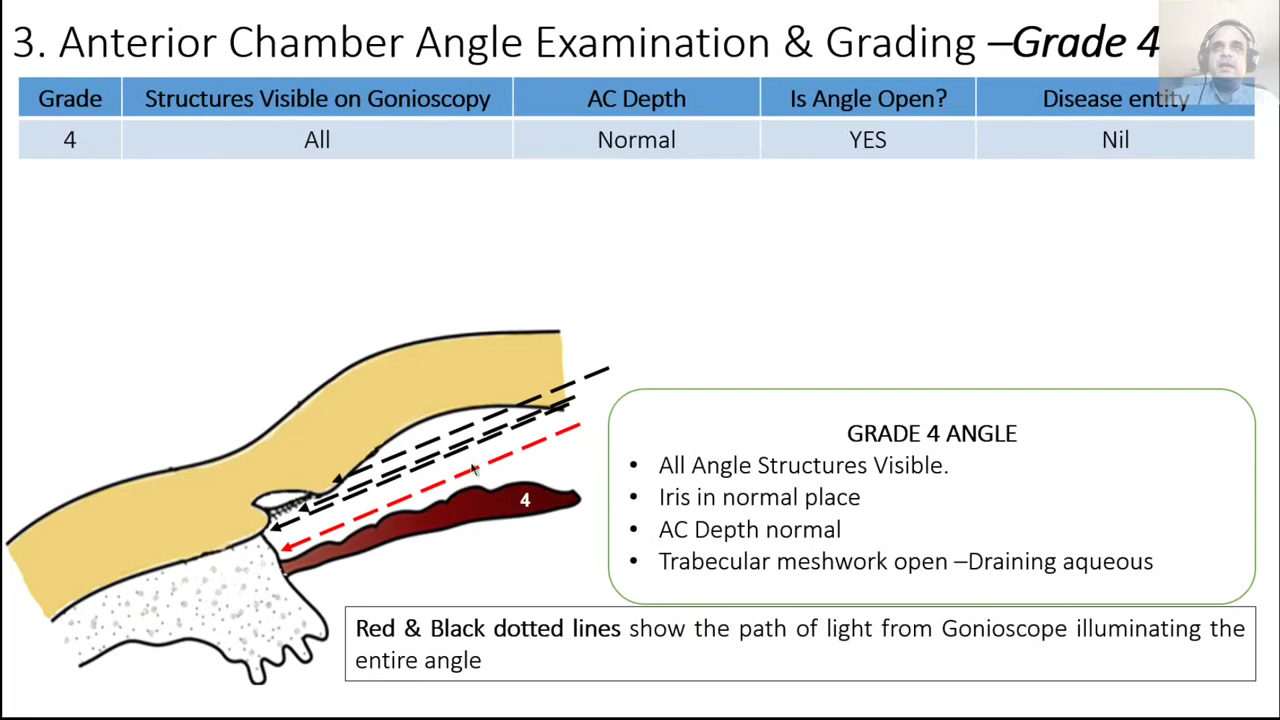 3. Anterior Chamber Angle Examination & Grading –Grade 4
Grade Structures Visible on Gonioscopy AC Depth Is Angle Open? Disease entity
4 All Normal YES Nil
4
GRADE 4 ANGLE
• All Angle Structures Visible.
• Iris in normal place
• AC Depth normal
• Trabecular meshwork open –Draining aqueous
Red & Black dotted lines show the path of light from Gonioscope illuminating the
entire angle